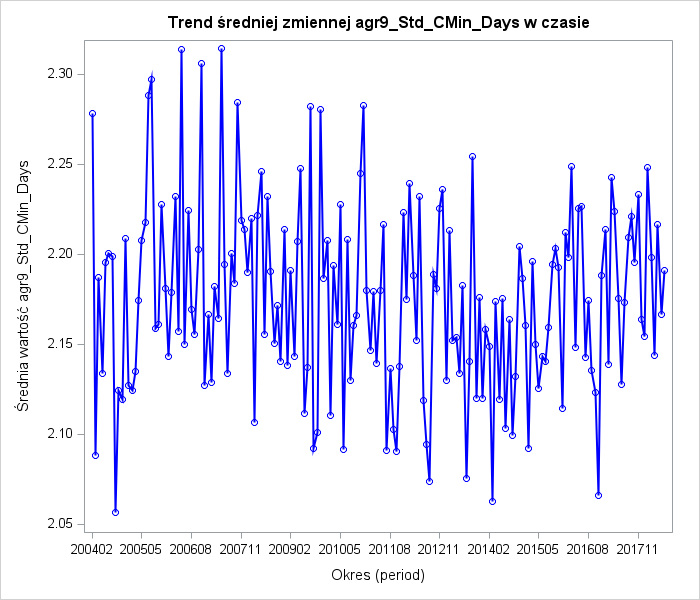 Trend średniej zmiennej agr9_Std_CMin_Days w czasie
Średnia wartość agr9_Std_CMin_Days
2.30
2.25
2.20
2.15
2.10
2.05
200402 200505 200608 200711 200902 201005 201108 201211 201402 201505 201608 201711
Okres (period)